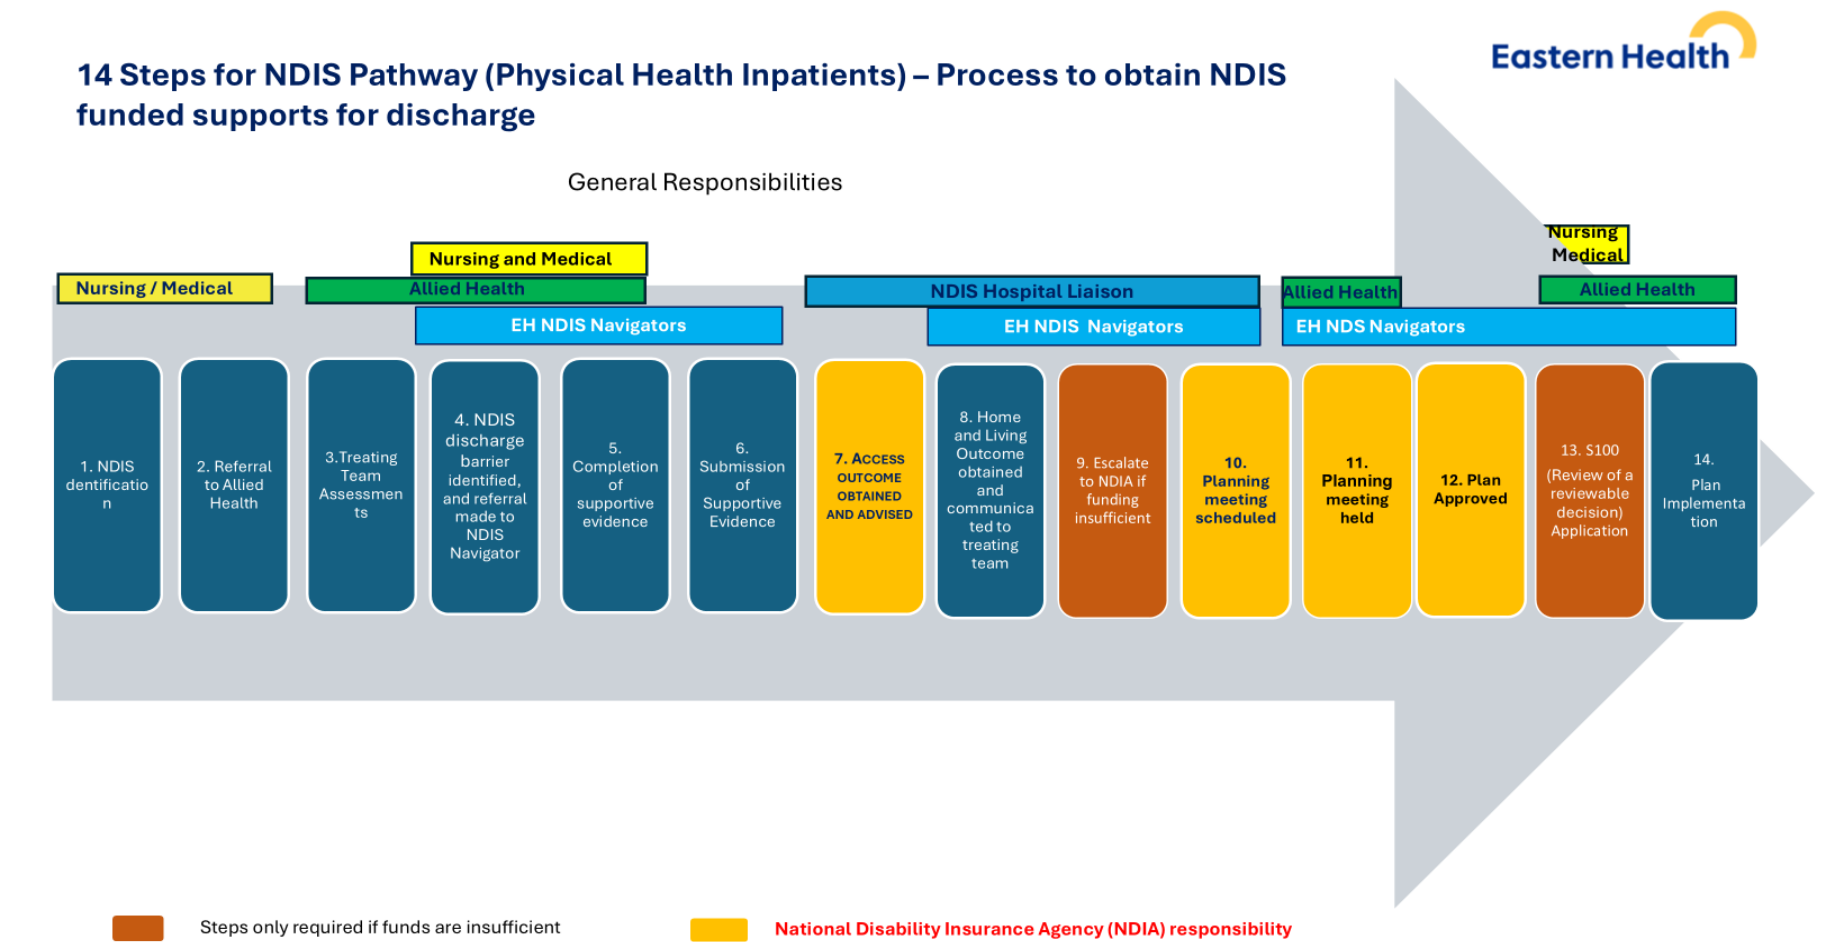 Eastern Health
14 Steps for NDIS Pathway (Physical Health Inpatients) – Process to obtain NDIS
funded supports for discharge
General Responsibilities
Nursing / Medical
Nursing and Medical
Allied Health
EH NDIS Navigators
NDIS Hospital Liaison
EH NDIS Navigators
Allied Health
EH NDS Navigators
Nursing
Medical
Allied Health
1. NDIS
dentificatio
n
2. Referral
to Allied
Health
3.Treating
Team
Assessmen
ts
4. NDIS
discharge
barrier
identified,
and referral
made to
NDIS
Navigator
5.
Completion
of
supportive
evidence
6.
Submission
of
Supportive
Evidence
7. ACCESS
OUTCOME
OBTAINED
AND ADVISED
8. Home
and Living
Outcome
obtained
and
communica
ted to
treating
team
9. Escalate
to NDIA if
funding
insufficient
10.
Planning
meeting
scheduled
11.
Planning
meeting
held
12. Plan
Approved
13. S100
(Review of a
reviewable
decision)
Application
14.
Plan
Implementa
tion
Steps only required if funds are insufficient
National Disability Insurance Agency (NDIA) responsibility